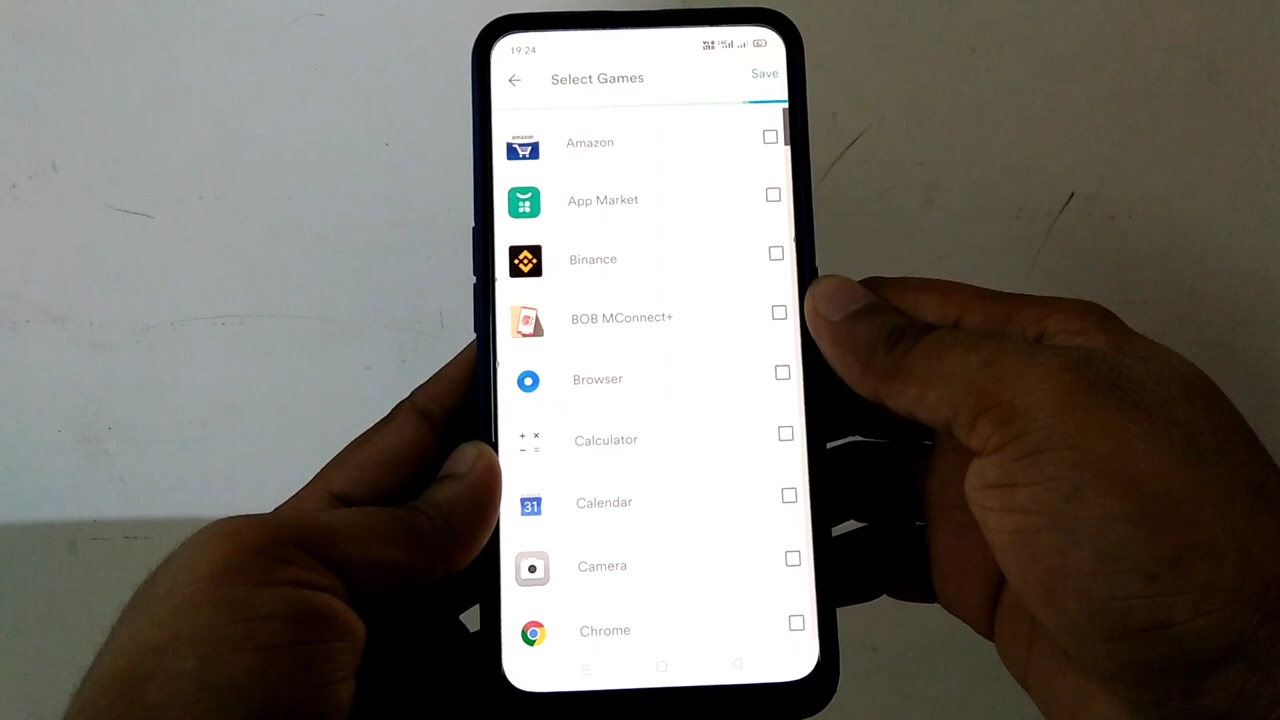 19 24
Select Games
Save
amazon
Amazon
App Market
Binance
BOB MConnect+
Browser
Calculator
31
Calendar
Camera
Chrome